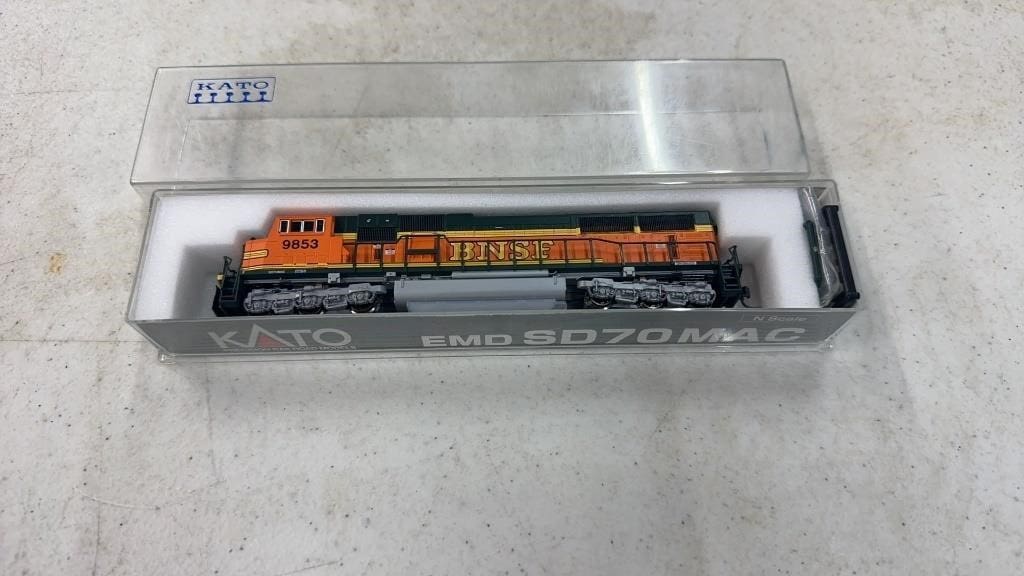 KATO
9853
BNSF
KATO
EMD SD70MAC
N Scale